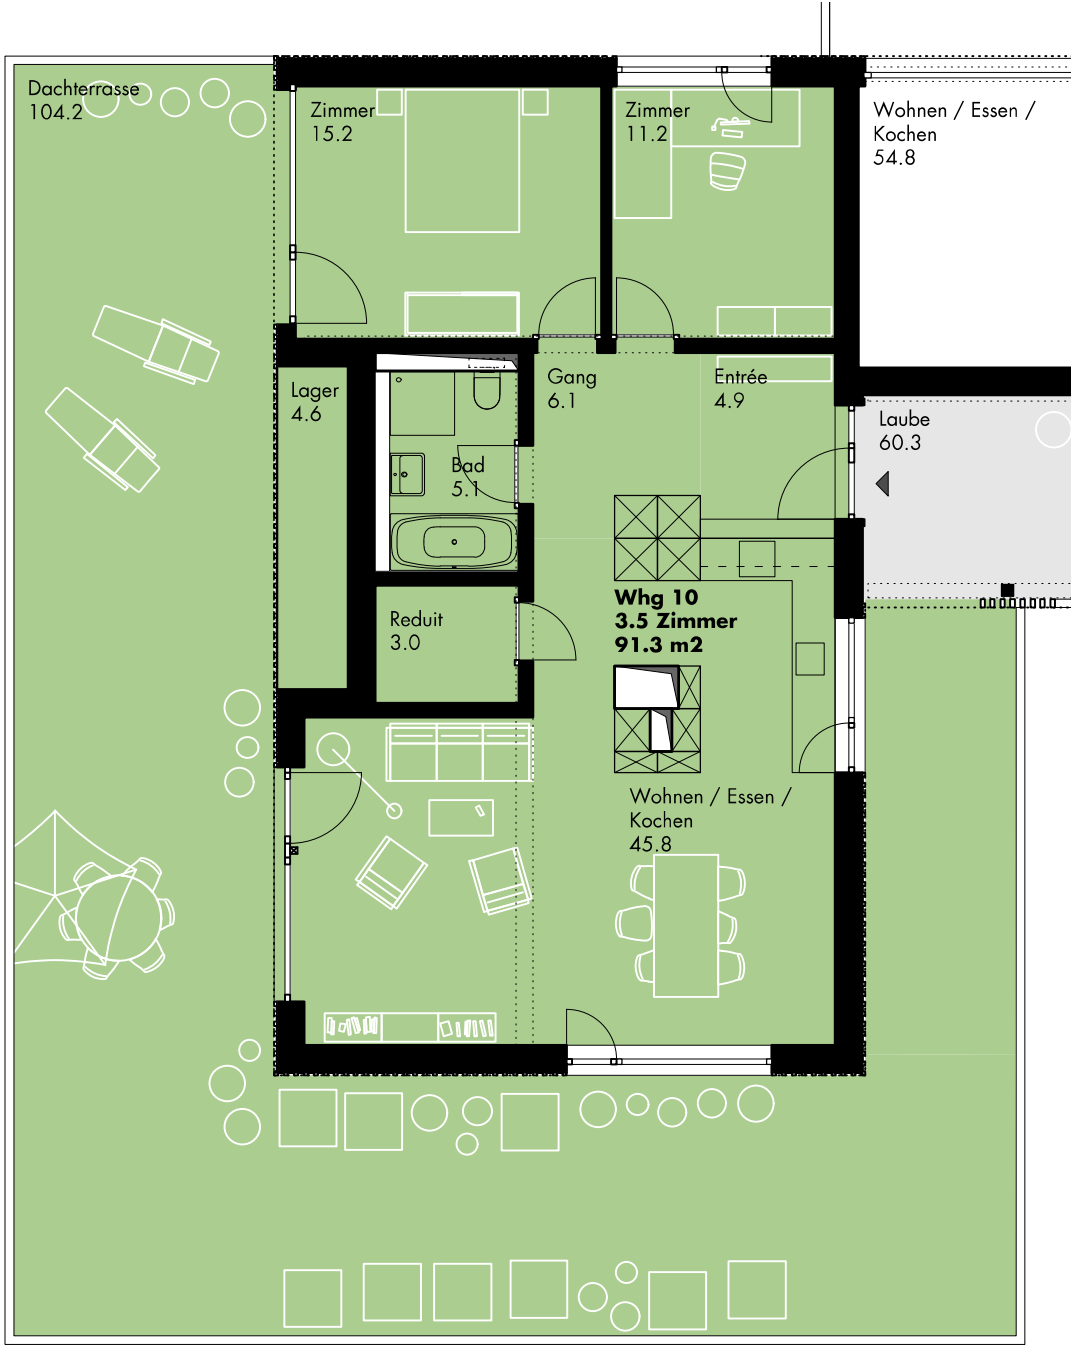 Dachterrasse
104.2
Zimmer
15.2
Zimmer
11.2
Wohnen / Essen /
Kochen
54.8
Lager
4.6
Gang
6.1
Entrée
4.9
Laube
60.3
Bad
5.1
Reduit
3.0
Whg 10
3.5 Zimmer
91.3 m2
Wohnen / Essen /
Kochen
45.8